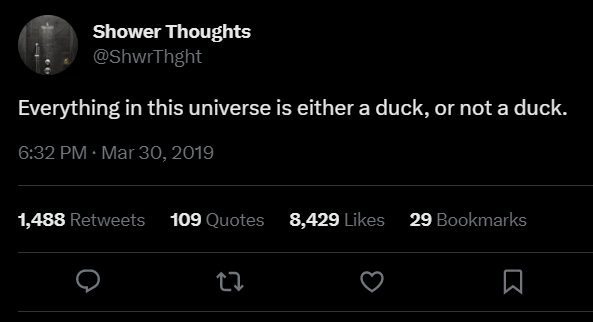 Shower Thoughts
@ShwrThght
Everything in this universe is either a duck, or not a duck.
6:32 PM · Mar 30, 2019
1,488 Retweets 109 Quotes 8,429 Likes 29 Bookmarks